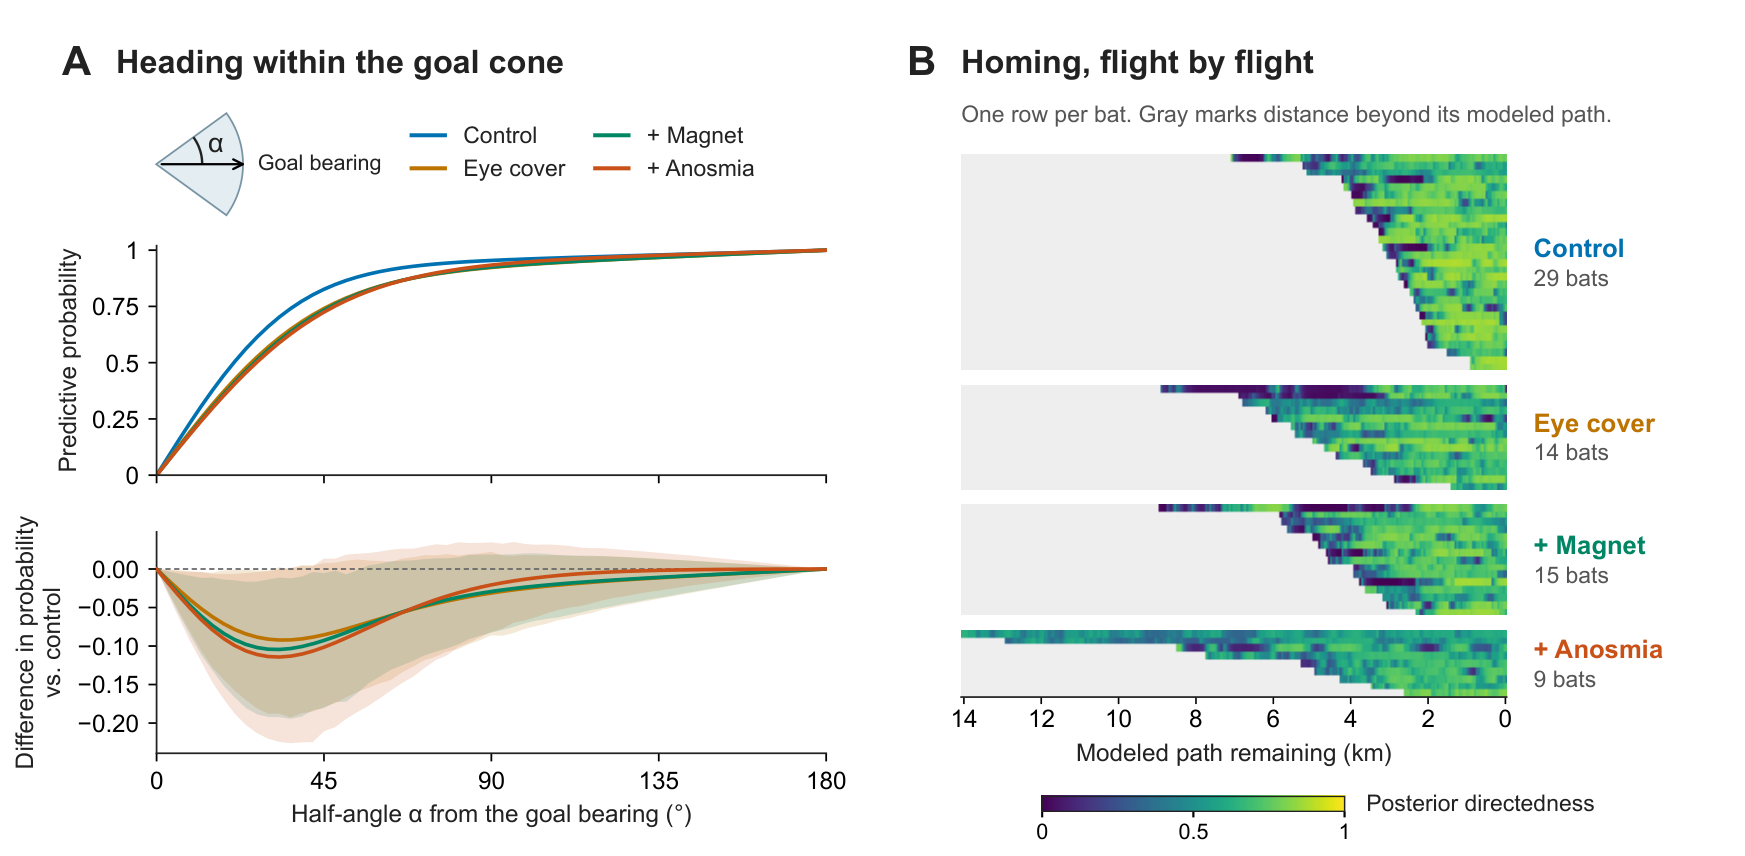 A Heading within the goal cone
α
Goal bearing
Control
Eye cover
+ Magnet
+ Anosmia
Predictive probability
1
0.75
0.5
0.25
0
Difference in probability
vs. control
0.00
−0.05
−0.10
−0.15
−0.20
0 45 90 135 180
Half-angle α from the goal bearing (°)
B Homing, flight by flight
One row per bat. Gray marks distance beyond its modeled path.
Control
29 bats
Eye cover
14 bats
+ Magnet
15 bats
+ Anosmia
9 bats
14 12 10 8 6 4 2 0
Modeled path remaining (km)
Posterior directedness
0 0.5 1